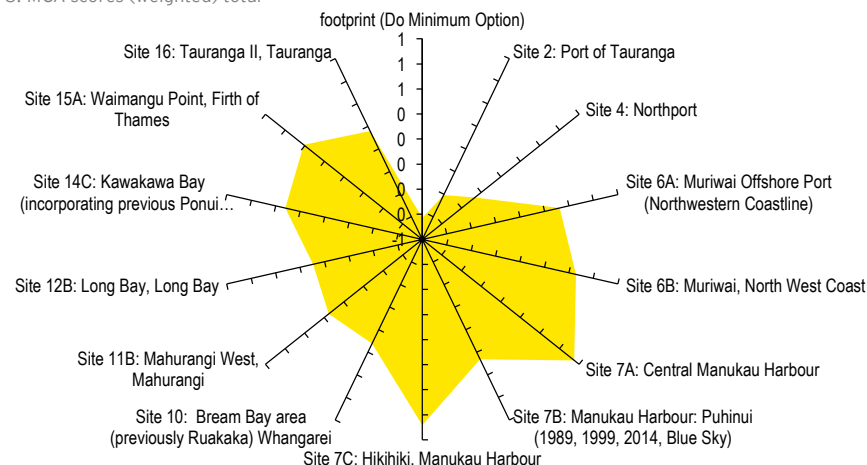 footprint (Do Minimum Option)
Site 16: Tauranga II, Tauranga
Site 2: Port of Tauranga
Site 15A: Waimangu Point, Firth of
Thames
Site 4: Northport
Site 14C: Kawakawa Bay
(incorporating previous Ponui…
Site 6A: Muriwai Offshore Port
(Northwestern Coastline)
Site 12B: Long Bay, Long Bay
Site 6B: Muriwai, North West Coast
Site 11B: Mahurangi West,
Mahurangi
Site 7A: Central Manukau Harbour
Site 10: Bream Bay area
(previously Ruakaka) Whangarei
Site 7B: Manukau Harbour: Puhinui
(1989, 1999, 2014, Blue Sky)
Site 7C: Hikihiki, Manukau Harbour
1
1
1
0
0
0
0
0
-1